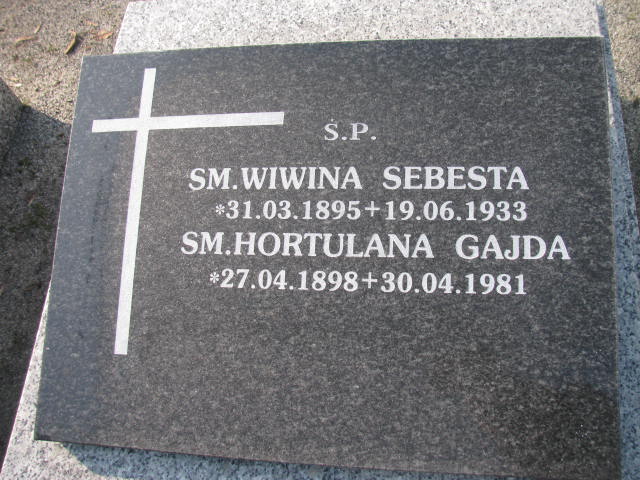 Ś.P.
SM.WIWINA SEBESTA
*31.03.1895+19.06.1933
SM.HORTULANA GAJDA
*27.04.1898+30.04.1981